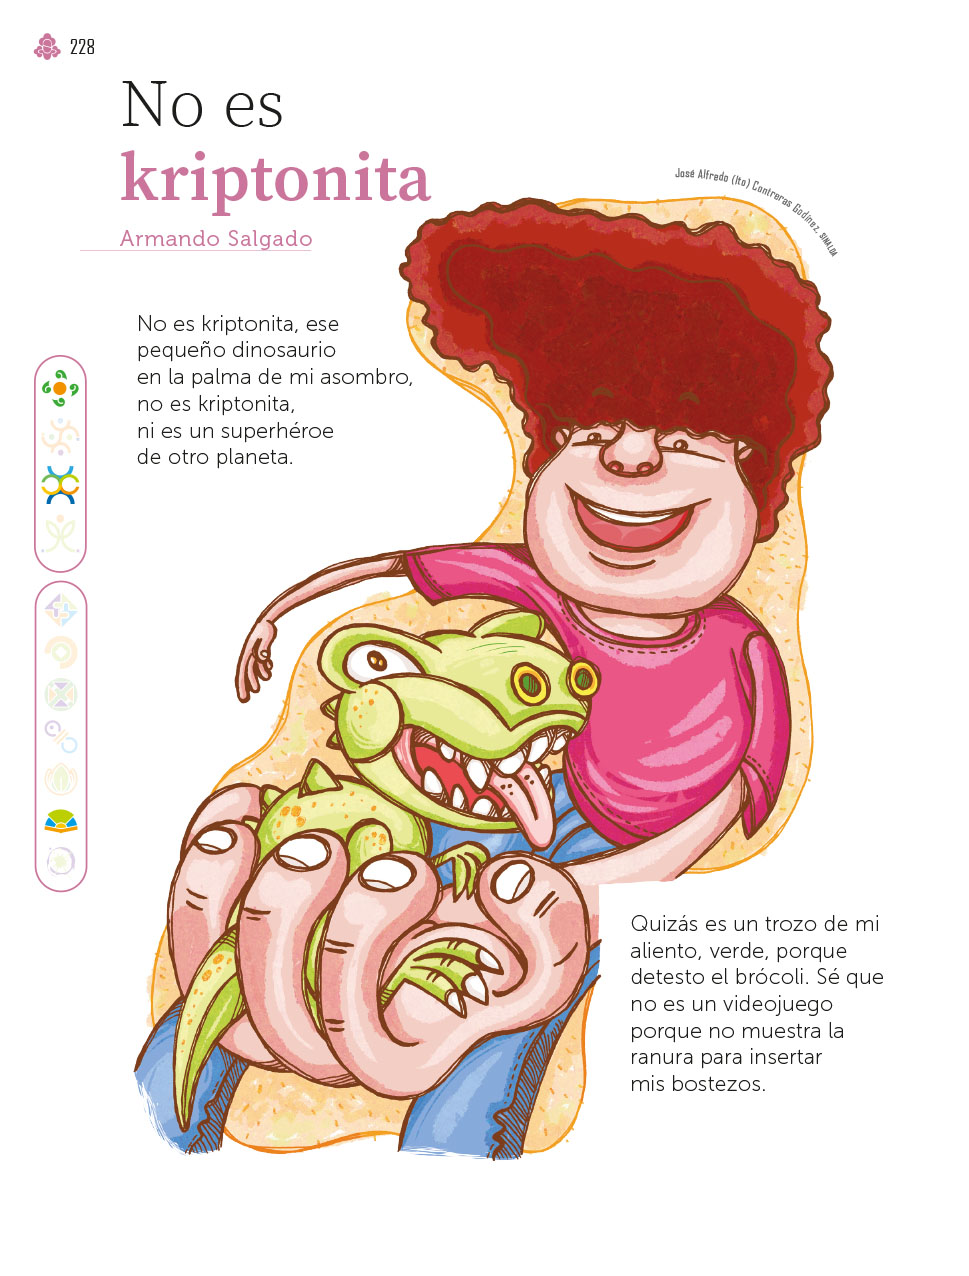 228
No es
kriptonita
Armando Salgado
José Alfredo (Ito) Contreras Godínez, SINALOA
No es kriptonita, ese
pequeño dinosaurio
en la palma de mi asombro,
no es kriptonita,
ni es un superhéroe
de otro planeta.
Quizás es un trozo de mi
aliento, verde, porque
detesto el brócoli. Sé que
no es un videojuego
porque no muestra la
ranura para insertar
mis bostezos.